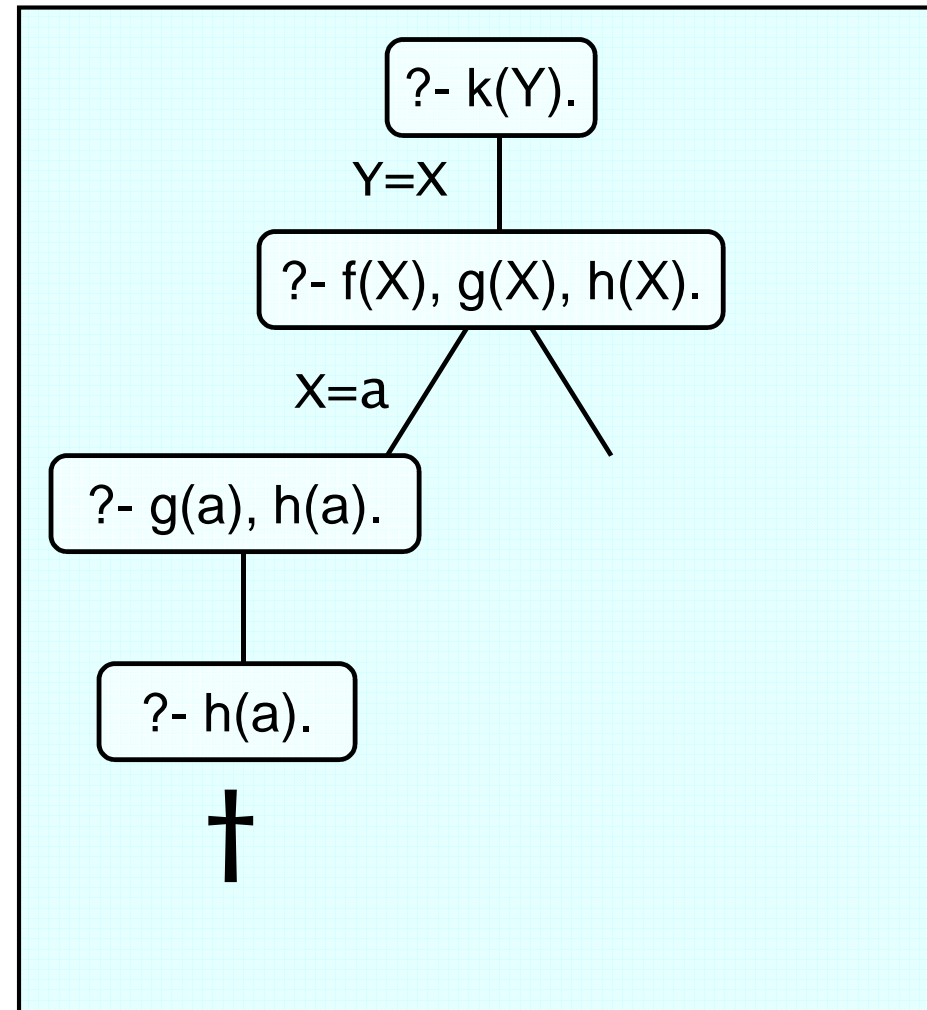 ?- k(Y).
Y=X
?- f(X), g(X), h(X).
X=a
?- g(a), h(a).
?- h(a).
†